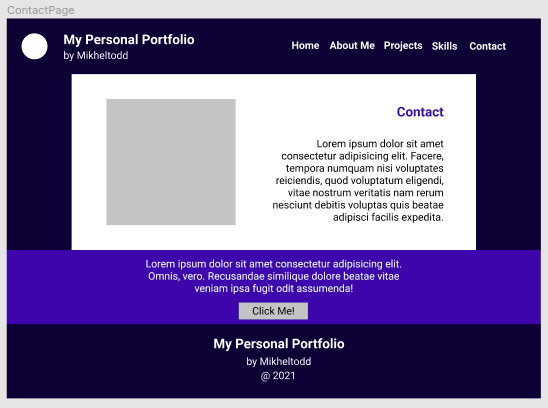 ContactPage
My Personal Portfolio
by Mikheltodd
Home About Me Projects Skills Contact
Contact
Lorem ipsum dolor sit amet
consectetur adipisicing elit. Facere,
tempora numquam nisi voluptates
reiciendis, quod voluptatum eligendi,
vitae nostrum veritatis nam rerum
nesciunt debitis voluptas quis beatae
adipisci facilis expedita.
Lorem ipsum dolor sit amet consectetur adipisicing elit.
Omnis, vero. Recusandae similique dolore beatae vitae
veniam ipsa fugit odit assumenda!
Click Me!
My Personal Portfolio
by Mikheltodd
@ 2021